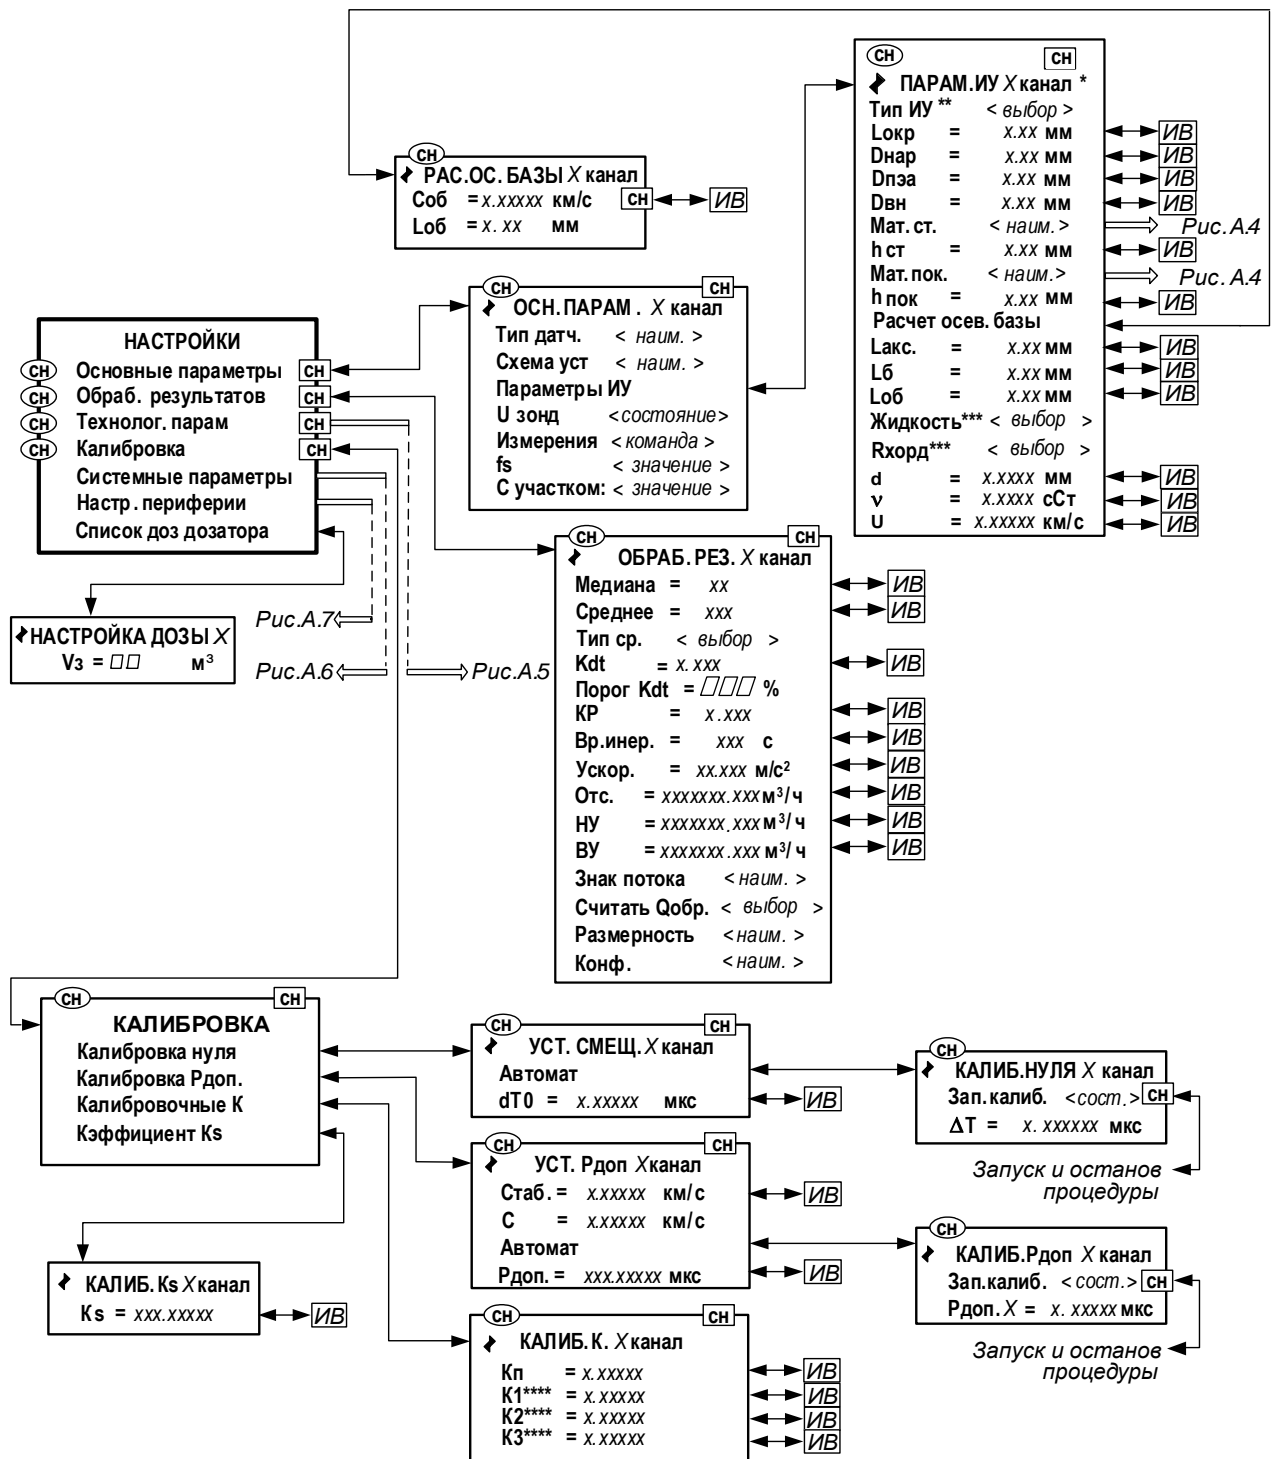 СН
РАС.ОС. БАЗЫ X канал
Cоб = x.xxxxx км/с СН ИВ
Lоб = x. xx мм
СН СН
ПАРАМ.ИУ X канал *
Тип ИУ ** < выбор >
Lокр = x.xx мм ИВ
Dнар = x.xx мм ИВ
Dпэа = x.xx мм ИВ
Dвн = x.xx мм ИВ
Мат. ст. < наим. > Рис. А.4
h ст = x.xx мм ИВ
Мат. пок. < наим. > Рис. А.4
h пок = x.xx мм ИВ
Расчет осев. базы
Lакс. = x.xx мм ИВ
Lб = x.xx мм ИВ
Lоб = x.xx мм ИВ
Жидкость*** < выбор >
Rхорд*** < выбор >
d = x.xxxx мм ИВ
ν = x.xxxx сСт ИВ
U = x.xxxxx км/с ИВ
СН СН
ОСН.ПАРАМ . X канал
Тип датч. < наим. >
Схема уст < наим. >
Параметры ИУ
U зонд <состояние>
Измерения < команда >
fs < значение >
С участком: < значение >
НАСТРОЙКИ
СН Основные параметры СН
СН Обраб. результатов СН
СН Технолог. парам СН
СН Калибровка СН
Системные параметры
Настр. периферии
Список доз дозатора
НАСТРОЙКА ДОЗЫ X
Vз = ▯▯ м³
Рис.А.7
Рис.А.6
Рис.А.5
СН СН
ОБРАБ. РЕЗ. X канал
Медиана = xx ИВ
Среднее = xxx ИВ
Тип ср. < выбор >
Kdt = x. xxx ИВ
Порог Kdt = ▯▯▯ %
КР = x.xxx ИВ
Вр.инер. = xxx с ИВ
Ускор. = xx.xxx м/с² ИВ
Отс. = xxxxxxx.xxx м³/ ч ИВ
НУ = xxxxxxx.xxx м³/ ч ИВ
ВУ = xxxxxxx.xxx м³/ ч ИВ
Знак потока < наим. >
Считать Qобр. < выбор >
Размерность < наим. >
Конф. < наим. >
СН СН
КАЛИБРОВКА
Калибровка нуля
Калибровка Рдоп.
Калибровочные К
Кэффициент Ks
КАЛИБ. Ks X канал
Ks = xxx.xxxxx ИВ
СН СН
УСТ. СМЕЩ. X канал
Автомат
dT0 = x.xxxxx мкс ИВ
СН
КАЛИБ.НУЛЯ X канал
Зап.калиб. <сост.> СН
ΔT = x. xxxxxx мкс
Запуск и останов
процедуры
СН СН
УСТ. Рдоп Xканал
Стаб. = x.xxxxx км/с ИВ
С = x.xxxxx км/с
Автомат
Рдоп. = xxx.xxxxx мкс ИВ
СН
КАЛИБ.Рдоп X канал
Зап.калиб. <сост.> СН
Рдоп. X = x. xxxxx мкс
Запуск и останов
процедуры
СН СН
КАЛИБ. К. X канал
Кп = x. xxxxx ИВ
К1**** = x. xxxxx ИВ
К2**** = x. xxxxx ИВ
К3**** = x. xxxxx ИВ